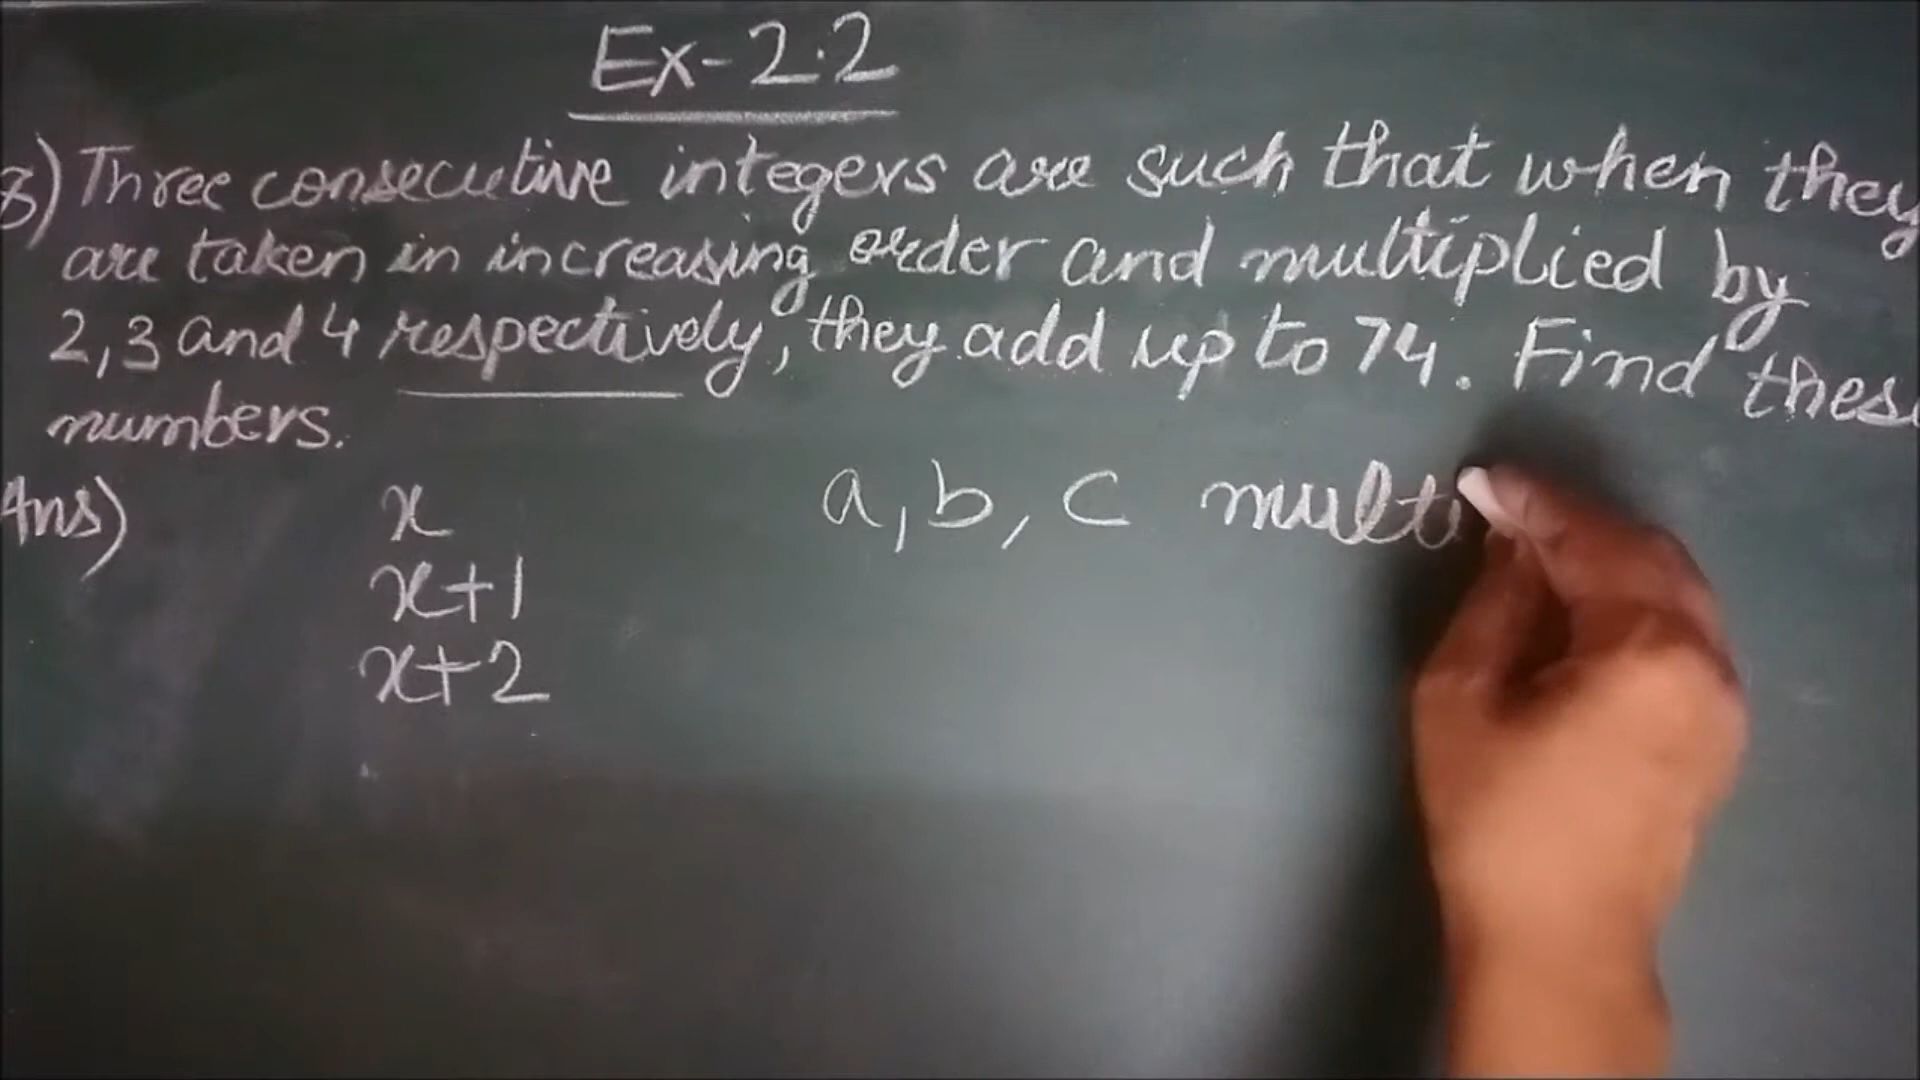 Ex-2.2
8) Three consecutive integers are such that when they
are taken in increasing order and multiplied by
2, 3 and 4 respectively, they add up to 74. Find these
numbers.
Ans) x
x+1
x+2
a, b, c multi